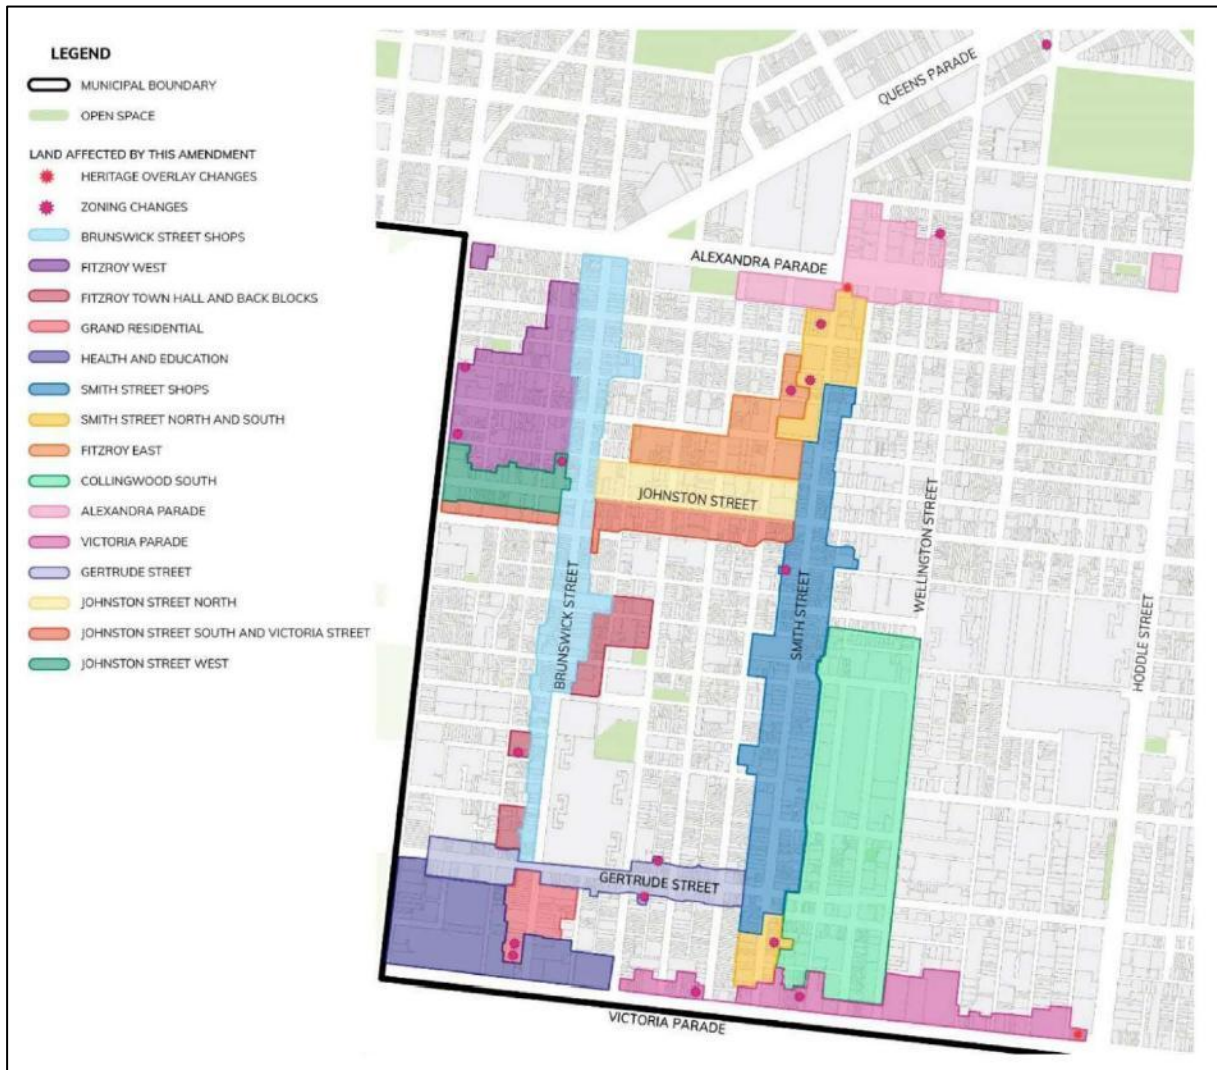 LEGEND
MUNICIPAL BOUNDARY
OPEN SPACE
LAND AFFECTED BY THIS AMENDMENT
HERITAGE OVERLAY CHANGES
ZONING CHANGES
BRUNSWICK STREET SHOPS
FITZROY WEST
FITZROY TOWN HALL AND BACK BLOCKS
GRAND RESIDENTIAL
HEALTH AND EDUCATION
SMITH STREET SHOPS
SMITH STREET NORTH AND SOUTH
FITZROY EAST
COLLINGWOOD SOUTH
ALEXANDRA PARADE
VICTORIA PARADE
GERTRUDE STREET
JOHNSTON STREET NORTH
JOHNSTON STREET SOUTH AND VICTORIA STREET
JOHNSTON STREET WEST
QUEENS PARADE
ALEXANDRA PARADE
JOHNSTON STREET
BRUNSWICK STREET
SMITH STREET
WELLINGTON STREET
HODDLE STREET
GERTRUDE STREET
VICTORIA PARADE